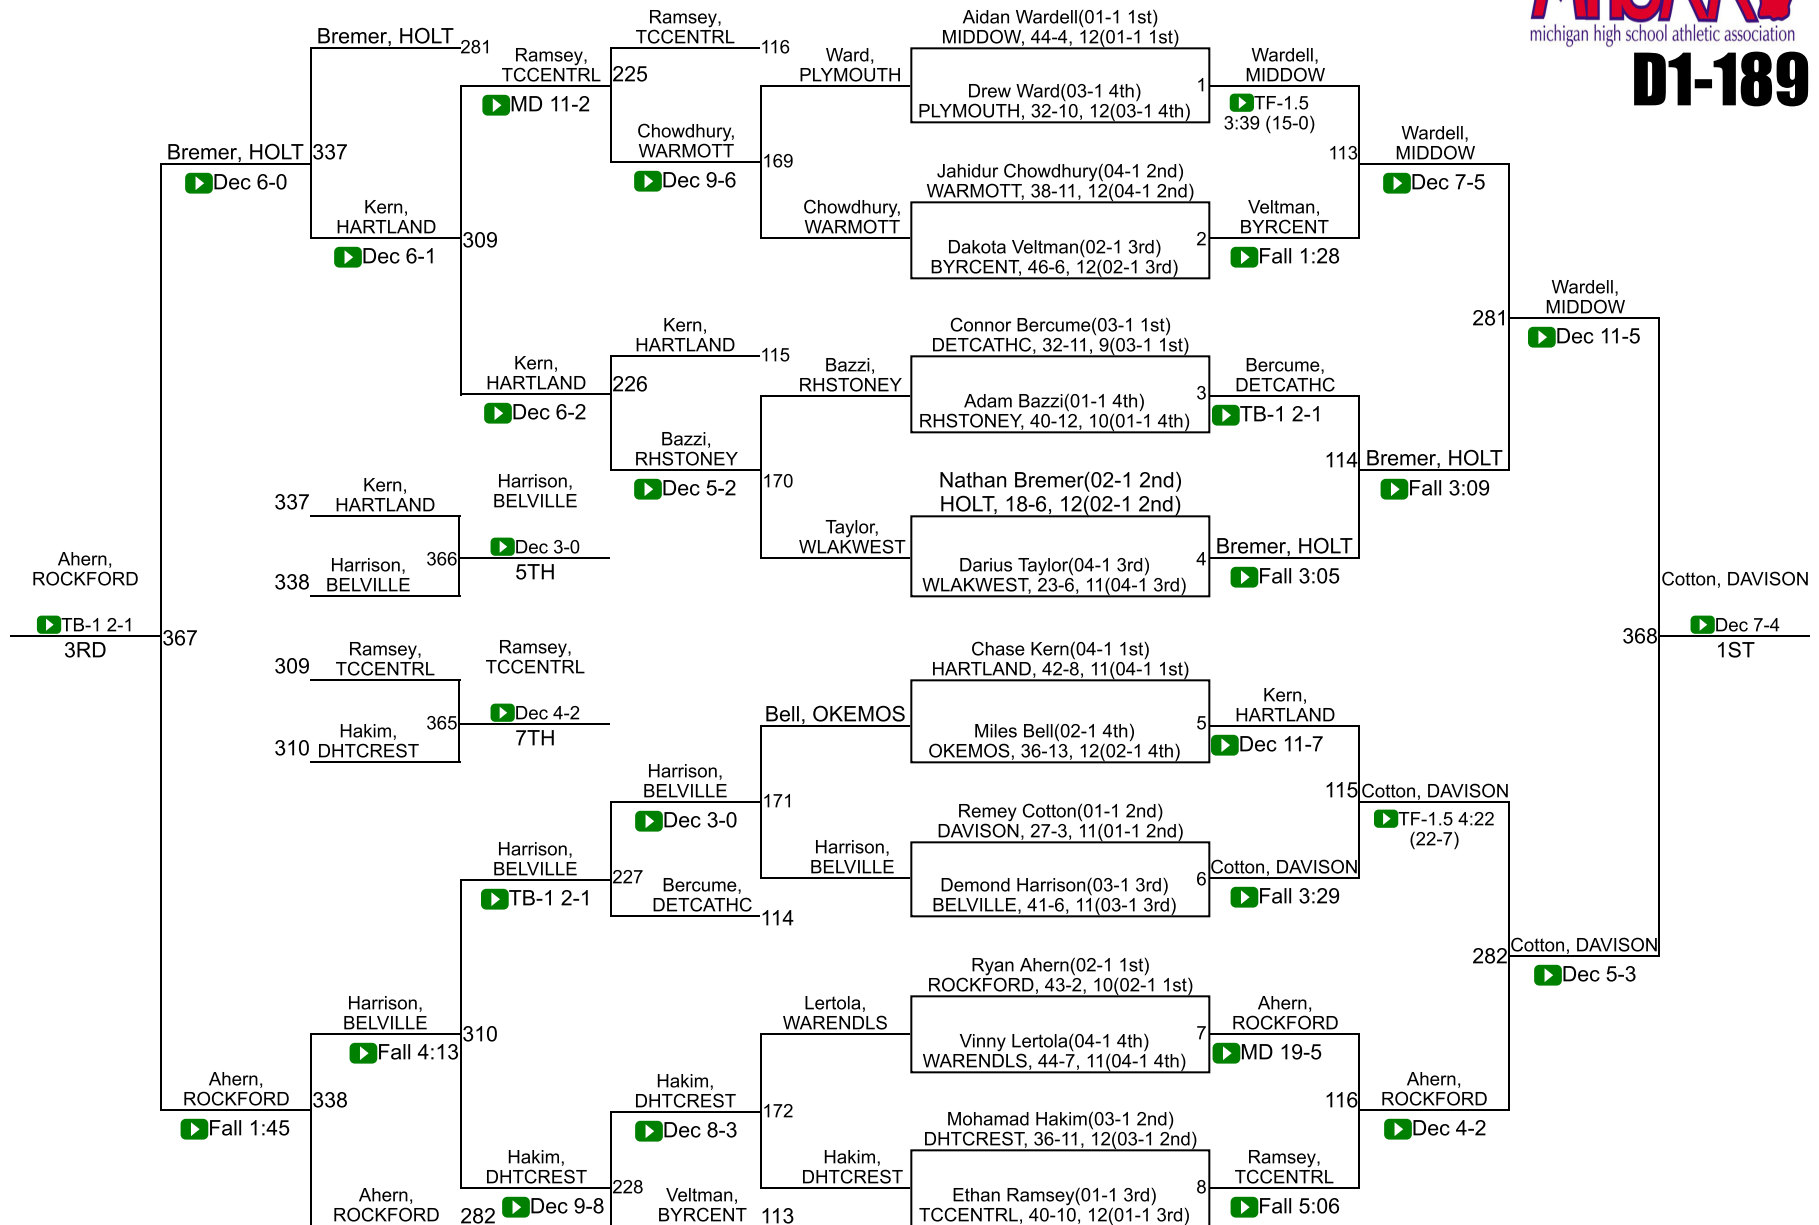 MHSAA
michigan high school athletic association
D1-189
Bremer, HOLT
281
Ramsey,
TCCENTRL
116
Ramsey,
TCCENTRL
225
MD 11-2
Ward,
PLYMOUTH
Aidan Wardell(01-1 1st)
MIDDOW, 44-4, 12(01-1 1st)
Drew Ward(03-1 4th)
PLYMOUTH, 32-10, 12(03-1 4th)
1
Wardell,
MIDDOW
TF-1.5
3:39 (15-0)
Chowdhury,
WARMOTT
169
Dec 9-6
Bremer, HOLT
337
Dec 6-0
113
Wardell,
MIDDOW
Dec 7-5
Jahidur Chowdhury(04-1 2nd)
WARMOTT, 38-11, 12(04-1 2nd)
Dakota Veltman(02-1 3rd)
BYRCENT, 46-6, 12(02-1 3rd)
2
Chowdhury,
WARMOTT
Veltman,
BYRCENT
Fall 1:28
Kern,
HARTLAND
Dec 6-1
309
Wardell,
MIDDOW
281
Dec 11-5
Kern,
HARTLAND
115
Kern,
HARTLAND
226
Dec 6-2
Bazzi,
RHSTONEY
Connor Bercume(03-1 1st)
DETCATHC, 32-11, 9(03-1 1st)
Adam Bazzi(01-1 4th)
RHSTONEY, 40-12, 10(01-1 4th)
3
Bercume,
DETCATHC
TB-1 2-1
Bazzi,
RHSTONEY
170
Dec 5-2
114
Bremer, HOLT
Fall 3:09
337
Kern,
HARTLAND
Harrison,
BELVILLE
Nathan Bremer(02-1 2nd)
HOLT, 18-6, 12(02-1 2nd)
Darius Taylor(04-1 3rd)
WLAKWEST, 23-6, 11(04-1 3rd)
4
Taylor,
WLAKWEST
Bremer, HOLT
Fall 3:05
366
Dec 3-0
5TH
338
Harrison,
BELVILLE
Ahern,
ROCKFORD
TB-1 2-1
3RD
367
Cotton, DAVISON
368
Dec 7-4
1ST
309
Ramsey,
TCCENTRL
Ramsey,
TCCENTRL
365
Dec 4-2
7TH
310
Hakim,
DHTCREST
Bell, OKEMOS
Chase Kern(04-1 1st)
HARTLAND, 42-8, 11(04-1 1st)
Miles Bell(02-1 4th)
OKEMOS, 36-13, 12(02-1 4th)
5
Kern,
HARTLAND
Dec 11-7
Harrison,
BELVILLE
171
Dec 3-0
115
Cotton, DAVISON
TF-1.5 4:22
(22-7)
Remey Cotton(01-1 2nd)
DAVISON, 27-3, 11(01-1 2nd)
Demond Harrison(03-1 3rd)
BELVILLE, 41-6, 11(03-1 3rd)
6
Harrison,
BELVILLE
Cotton, DAVISON
Fall 3:29
Harrison,
BELVILLE
227
TB-1 2-1
Bercume,
DETCATHC
114
282
Cotton, DAVISON
Dec 5-3
Lertola,
WARENDLS
Ryan Ahern(02-1 1st)
ROCKFORD, 43-2, 10(02-1 1st)
Vinny Lertola(04-1 4th)
WARENDLS, 44-7, 11(04-1 4th)
7
Ahern,
ROCKFORD
MD 19-5
Harrison,
BELVILLE
310
Fall 4:13
Ahern,
ROCKFORD
338
Fall 1:45
Hakim,
DHTCREST
172
Dec 8-3
116
Ahern,
ROCKFORD
Dec 4-2
Mohamad Hakim(03-1 2nd)
DHTCREST, 36-11, 12(03-1 2nd)
Ethan Ramsey(01-1 3rd)
TCCENTRL, 40-10, 12(01-1 3rd)
8
Hakim,
DHTCREST
Ramsey,
TCCENTRL
Fall 5:06
Hakim,
DHTCREST
228
Dec 9-8
Ahern,
ROCKFORD
282
Veltman,
BYRCENT
113